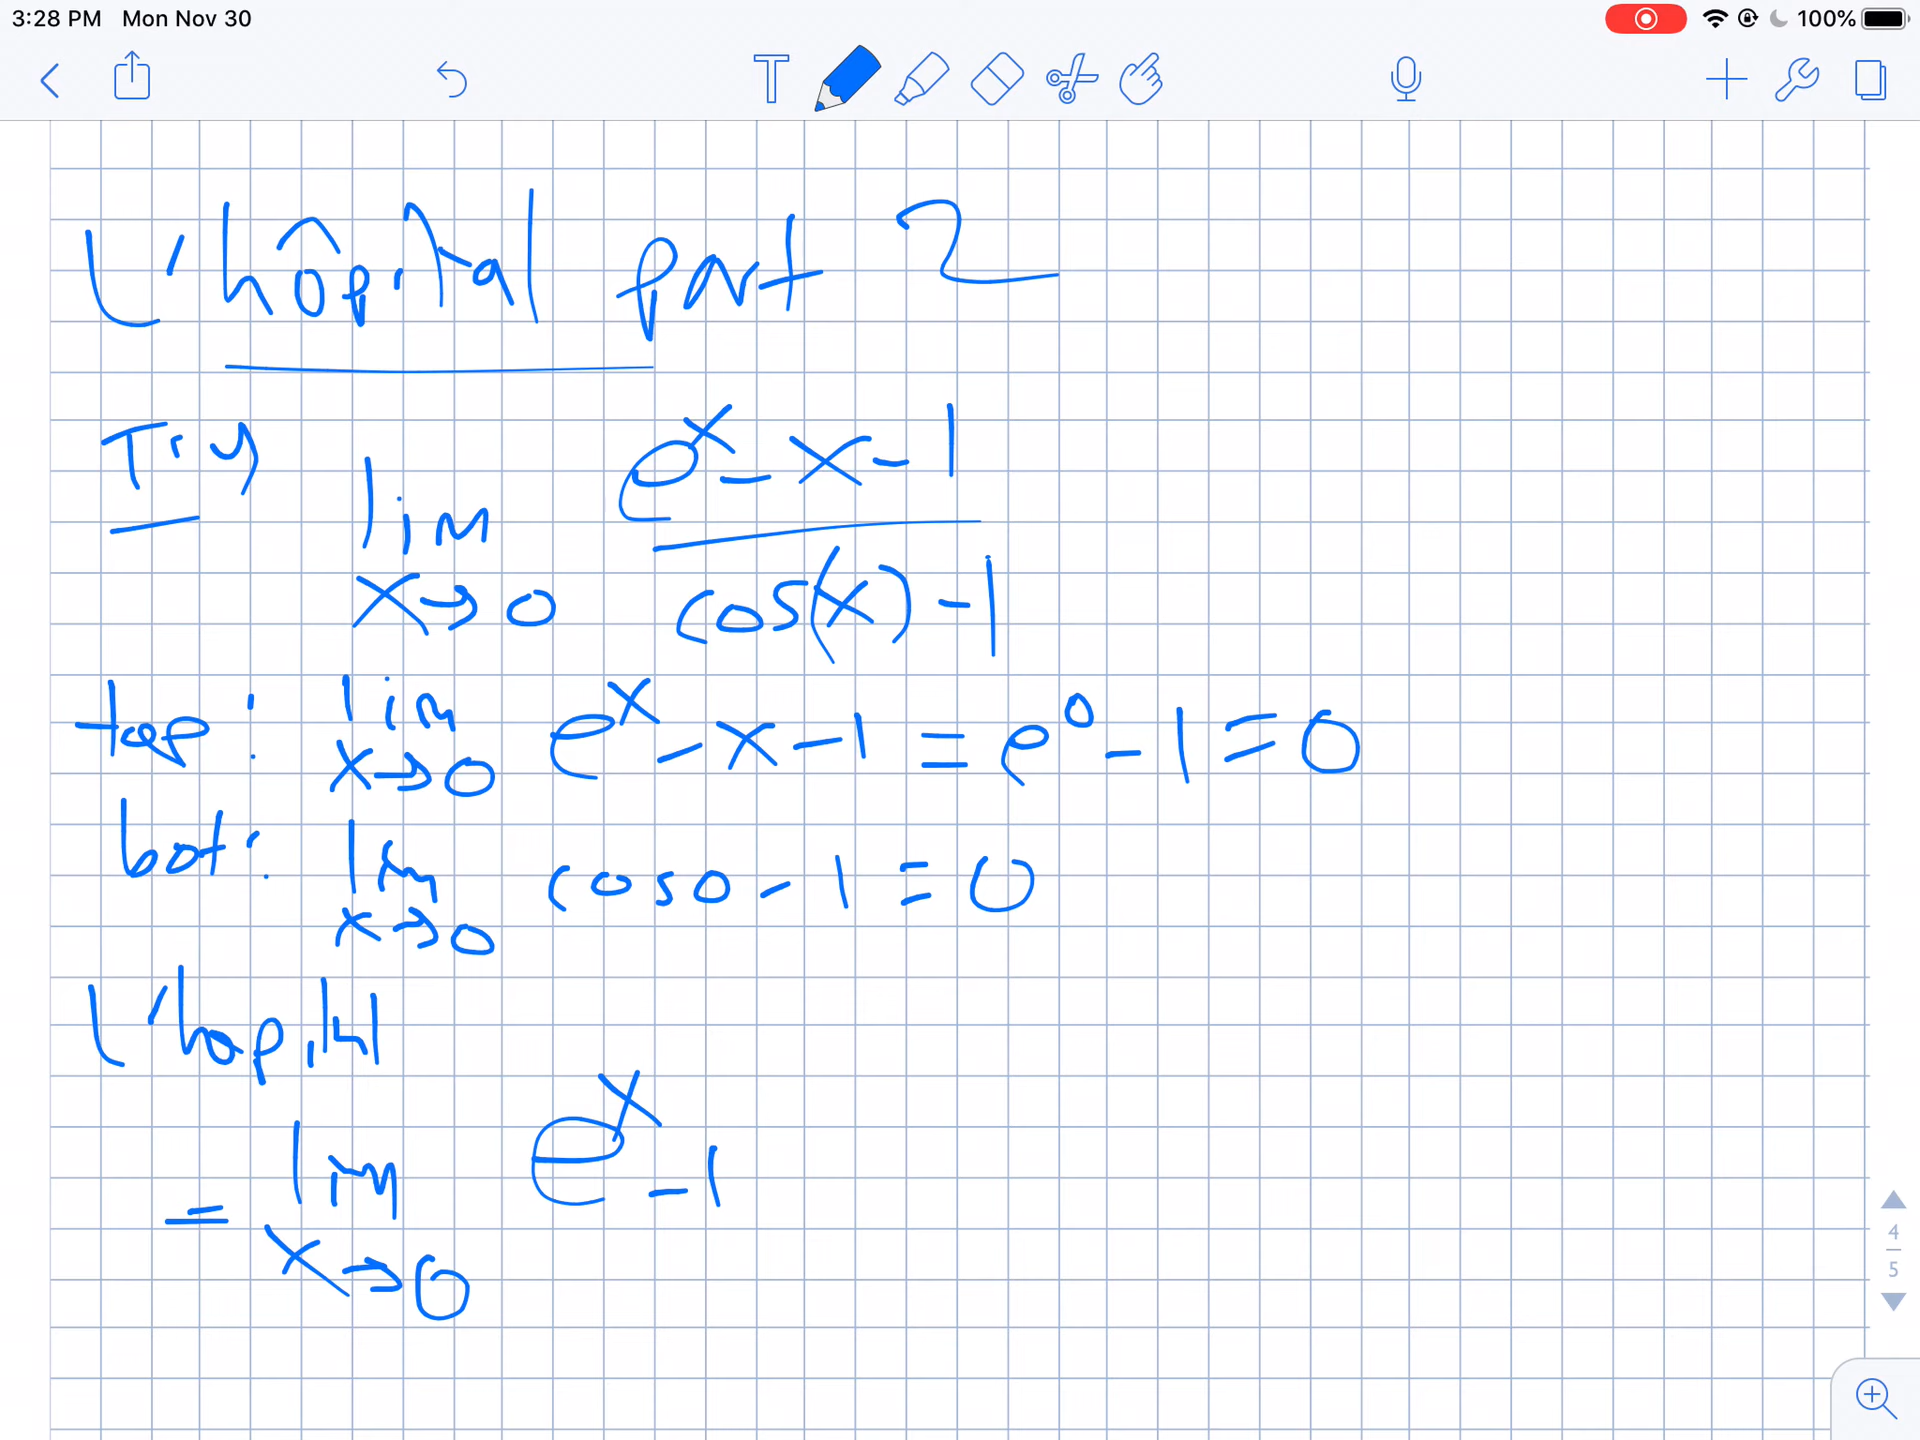 3:28 PM Mon Nov 30 100%
T
L'hôpital part 2
Try lim x→0 (e^x - x - 1)/(cos(x) - 1)
top: lim x→0 e^x - x - 1 = e^0 - 1 = 0
bot: lim x→0 cos 0 - 1 = 0
L'hopital
= lim x→0 e^x - 1
4
5